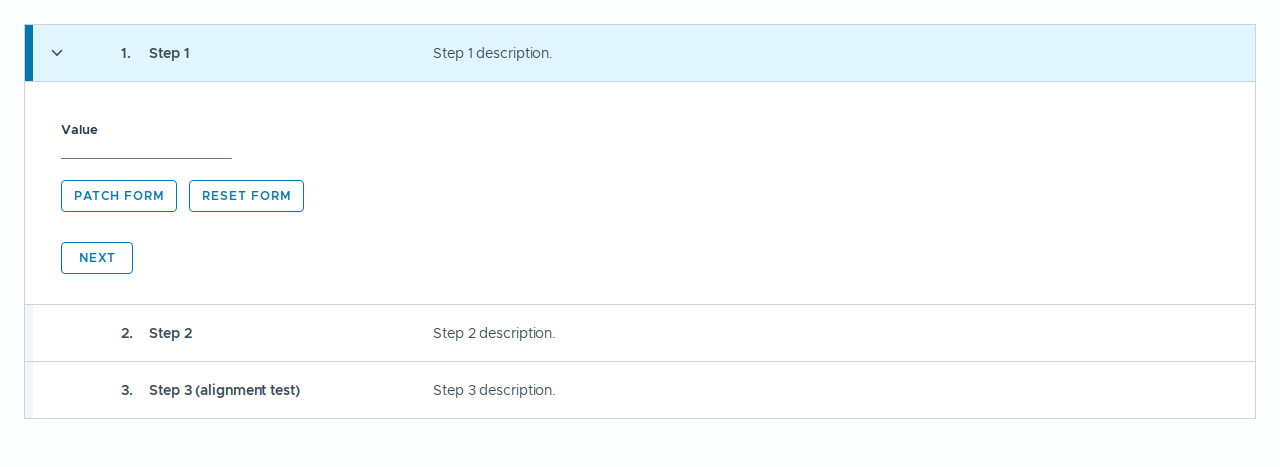 1. Step 1 Step 1 description.
Value
PATCH FORM RESET FORM
NEXT
2. Step 2 Step 2 description.
3. Step 3 (alignment test) Step 3 description.